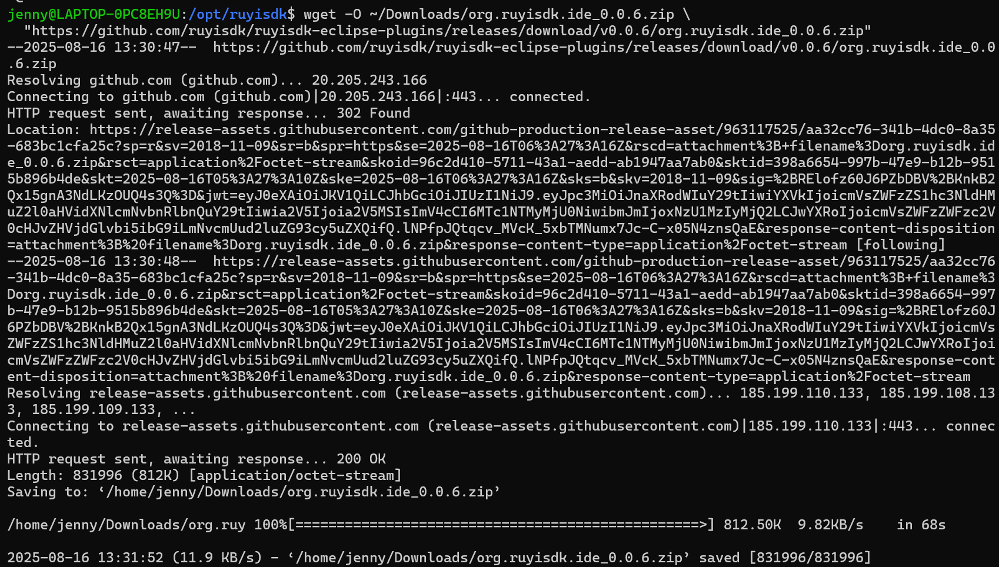 jenny@LAPTOP-0PC8EH9U:/opt/ruyisdk$ wget -O ~/Downloads/org.ruyisdk.ide_0.0.6.zip \
  "https://github.com/ruyisdk/ruyisdk-eclipse-plugins/releases/download/v0.0.6/org.ruyisdk.ide_0.0.6.zip"
--2025-08-16 13:30:47--  https://github.com/ruyisdk/ruyisdk-eclipse-plugins/releases/download/v0.0.6/org.ruyisdk.ide_0.0
.6.zip
Resolving github.com (github.com)... 20.205.243.166
Connecting to github.com (github.com)|20.205.243.166|:443... connected.
HTTP request sent, awaiting response... 302 Found
Location: https://release-assets.githubusercontent.com/github-production-release-asset/963117525/aa32cc76-341b-4dc0-8a35
-683bc1cfa25c?sp=r&sv=2018-11-09&sr=b&spr=https&se=2025-08-16T06%3A27%3A16Z&rscd=attachment%3B+filename%3Dorg.ruyisdk.id
e_0.0.6.zip&rsct=application%2Foctet-stream&skoid=96c2d410-5711-43a1-aedd-ab1947aa7ab0&sktid=398a6654-997b-47e9-b12b-951
5b896b4de&skt=2025-08-16T05%3A27%3A10Z&ske=2025-08-16T06%3A27%3A16Z&sks=b&skv=2018-11-09&sig=%2BRElofz60J6PZbDBV%2BKnkB2
Qx15gnA3NdLKzOUQ4s3Q%3D&jwt=eyJ0eXAiOiJKV1QiLCJhbGciOiJIUzI1NiJ9.eyJpc3MiOiJnaXRodWIuY29tIiwiYXVkIjoicmVsZWFzZS1hc3NldHM
uZ2l0aHVidXNlcmNvbnRlbnQuY29tIiwia2V5Ijoia2V5MSIsImV4cCI6MTc1NTMyMjU0NiwibmJmIjoxNzU1MzIyMjQ2LCJwYXRoIjoicmVsZWFzZWFzc2V
0cHJvZHVjdGlvbi5ibG9iLmNvcmUud2luZG93cy5uZXQifQ.lNPfpJQtqcv_MVcK_5xbTMNumx7Jc-C-x05N4znsQaE&response-content-disposition
=attachment%3B%20filename%3Dorg.ruyisdk.ide_0.0.6.zip&response-content-type=application%2Foctet-stream [following]
--2025-08-16 13:30:48--  https://release-assets.githubusercontent.com/github-production-release-asset/963117525/aa32cc76
-341b-4dc0-8a35-683bc1cfa25c?sp=r&sv=2018-11-09&sr=b&spr=https&se=2025-08-16T06%3A27%3A16Z&rscd=attachment%3B+filename%3
Dorg.ruyisdk.ide_0.0.6.zip&rsct=application%2Foctet-stream&skoid=96c2d410-5711-43a1-aedd-ab1947aa7ab0&sktid=398a6654-997
b-47e9-b12b-9515b896b4de&skt=2025-08-16T05%3A27%3A10Z&ske=2025-08-16T06%3A27%3A16Z&sks=b&skv=2018-11-09&sig=%2BRElofz60J
6PZbDBV%2BKnkB2Qx15gnA3NdLKzOUQ4s3Q%3D&jwt=eyJ0eXAiOiJKV1QiLCJhbGciOiJIUzI1NiJ9.eyJpc3MiOiJnaXRodWIuY29tIiwiYXVkIjoicmVs
ZWFzZS1hc3NldHMuZ2l0aHVidXNlcmNvbnRlbnQuY29tIiwia2V5Ijoia2V5MSIsImV4cCI6MTc1NTMyMjU0NiwibmJmIjoxNzU1MzIyMjQ2LCJwYXRoIjoi
cmVsZWFzZWFzc2V0cHJvZHVjdGlvbi5ibG9iLmNvcmUud2luZG93cy5uZXQifQ.lNPfpJQtqcv_MVcK_5xbTMNumx7Jc-C-x05N4znsQaE&response-cont
ent-disposition=attachment%3B%20filename%3Dorg.ruyisdk.ide_0.0.6.zip&response-content-type=application%2Foctet-stream
Resolving release-assets.githubusercontent.com (release-assets.githubusercontent.com)... 185.199.110.133, 185.199.108.13
3, 185.199.109.133, ...
Connecting to release-assets.githubusercontent.com (release-assets.githubusercontent.com)|185.199.110.133|:443... connec
ted.
HTTP request sent, awaiting response... 200 OK
Length: 831996 (812K) [application/octet-stream]
Saving to: ‘/home/jenny/Downloads/org.ruyisdk.ide_0.0.6.zip’
/home/jenny/Downloads/org.ruy 100%[=================================================>] 812.50K  9.82KB/s    in 68s
2025-08-16 13:31:52 (11.9 KB/s) - ‘/home/jenny/Downloads/org.ruyisdk.ide_0.0.6.zip’ saved [831996/831996]